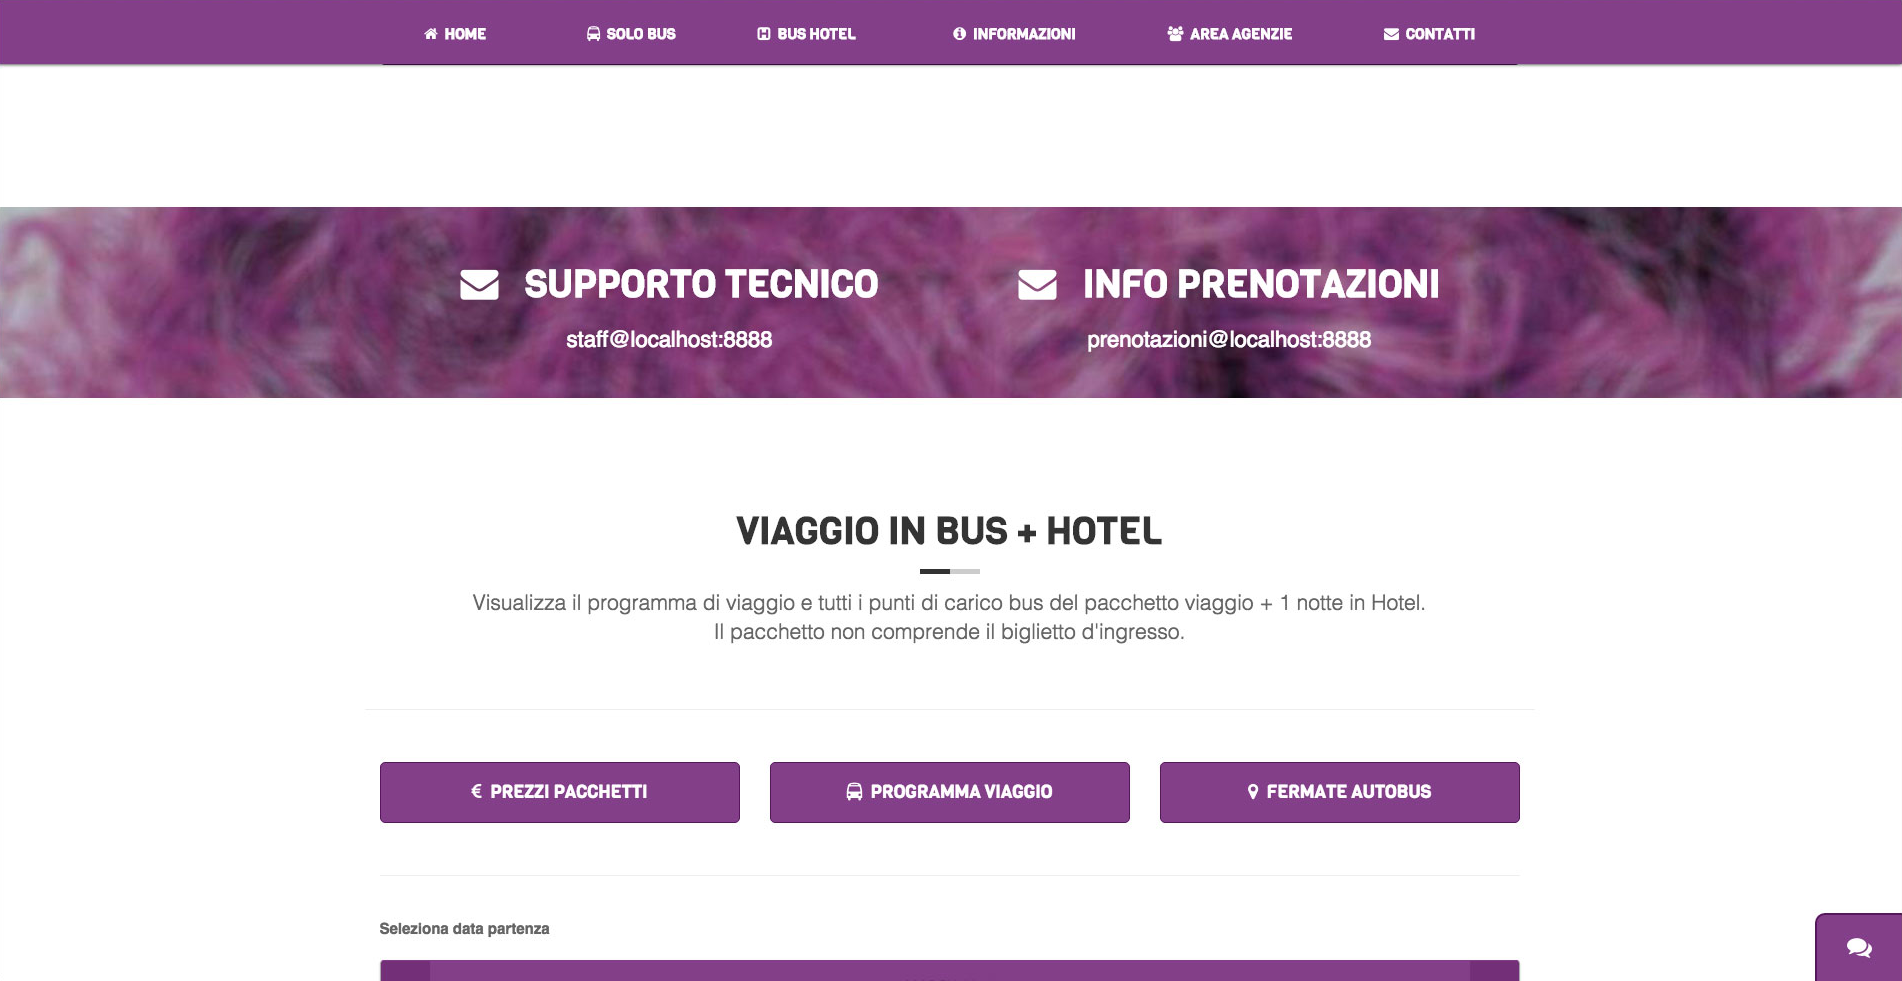 HOME SOLO BUS BUS HOTEL INFORMAZIONI AREA AGENZIE CONTATTI
SUPPORTO TECNICO
staff@localhost:8888
INFO PRENOTAZIONI
prenotazioni@localhost:8888
VIAGGIO IN BUS + HOTEL
Visualizza il programma di viaggio e tutti i punti di carico bus del pacchetto viaggio + 1 notte in Hotel.
Il pacchetto non comprende il biglietto d'ingresso.
€ PREZZI PACCHETTI
PROGRAMMA VIAGGIO
FERMATE AUTOBUS
Seleziona data partenza